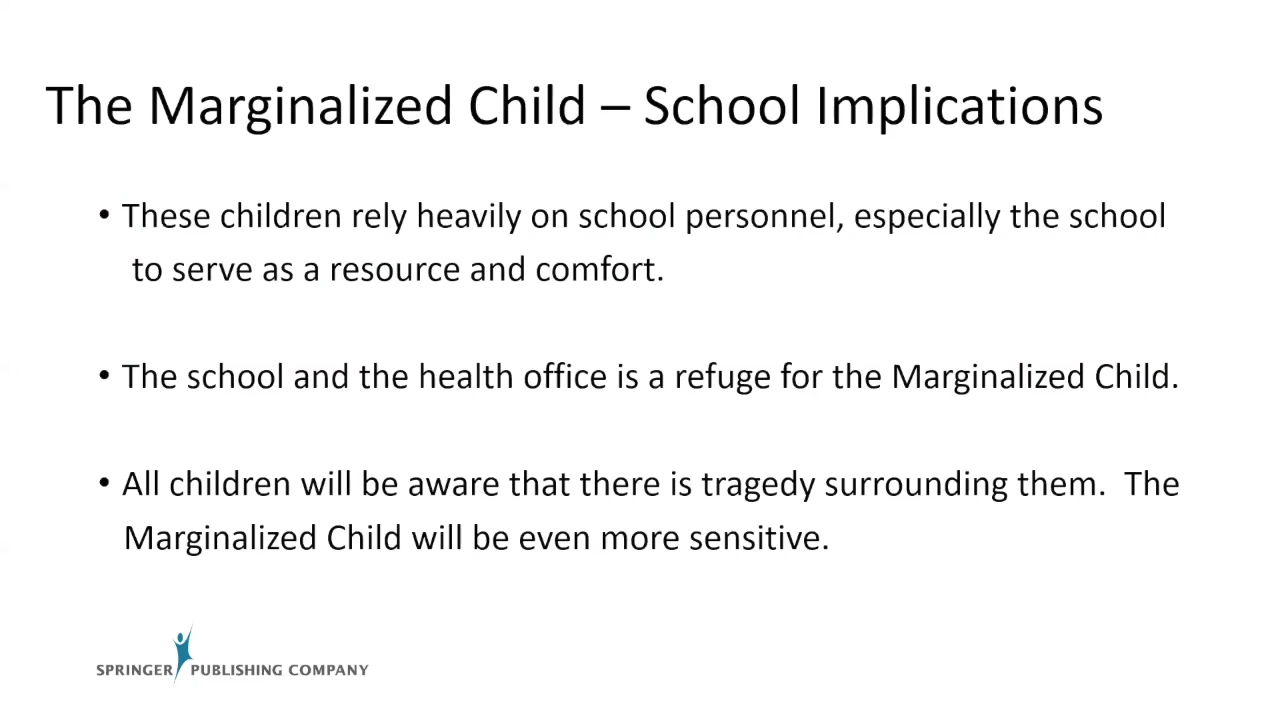 The Marginalized Child – School Implications
• These children rely heavily on school personnel, especially the school
to serve as a resource and comfort.
• The school and the health office is a refuge for the Marginalized Child.
• All children will be aware that there is tragedy surrounding them.  The
Marginalized Child will be even more sensitive.
SPRINGER PUBLISHING COMPANY